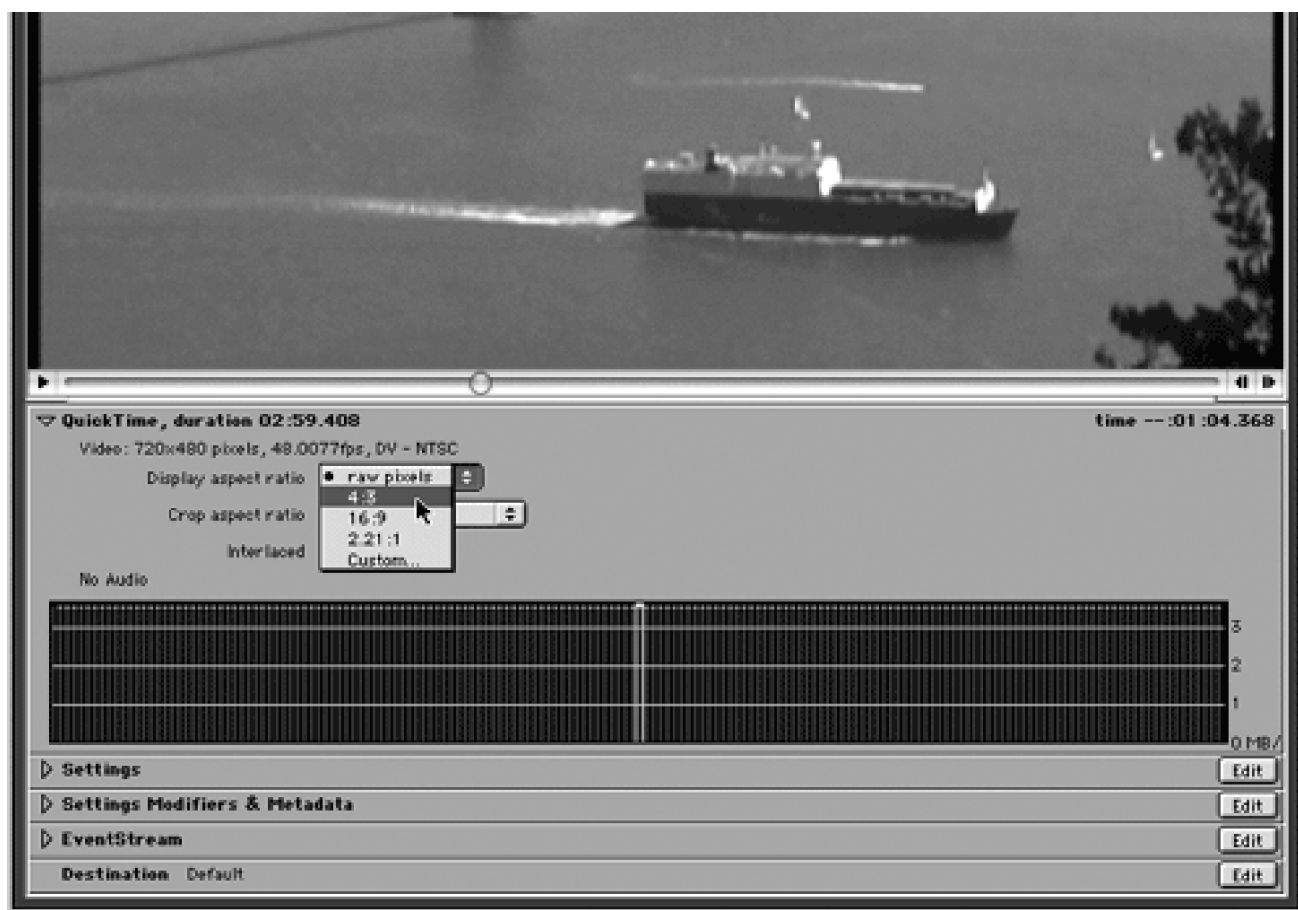 QuickTime, duration 02:59.408 time --:01:04.368
Video: 720x480 pixels, 48.0077fps, DV - NTSC
Display aspect ratio raw pixels
4:3
Crop aspect ratio 16:9
2.21:1
Interlaced Custom...
No Audio
3
2
1
0 MB/
Settings Edit
Settings Modifiers & Metadata Edit
EventStream Edit
Destination Default Edit